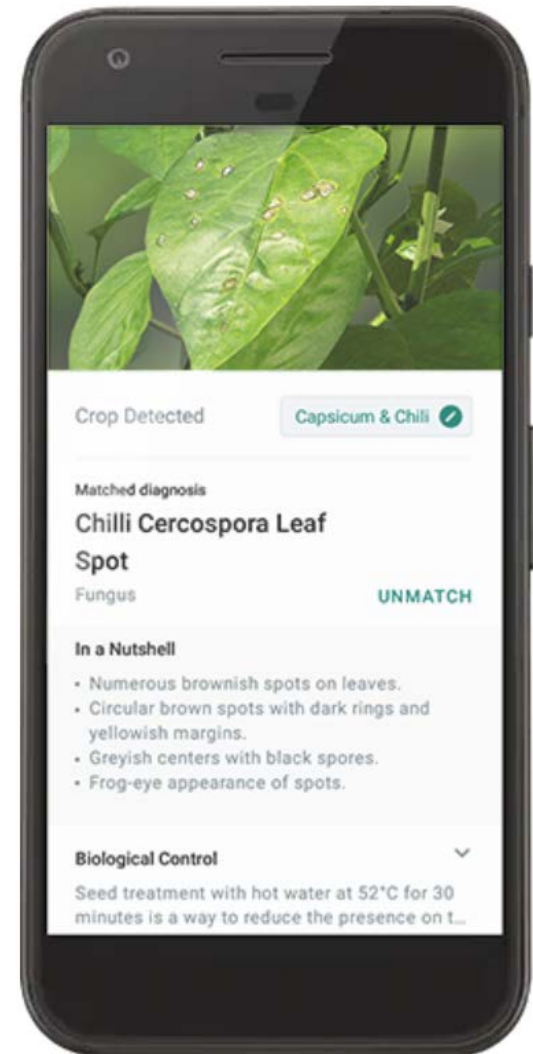 Crop Detected
Capsicum & Chili
Matched diagnosis
Chilli Cercospora Leaf
Spot
Fungus
UNMATCH
In a Nutshell
• Numerous brownish spots on leaves.
• Circular brown spots with dark rings and
yellowish margins.
• Greyish centers with black spores.
• Frog-eye appearance of spots.
Biological Control
Seed treatment with hot water at 52°C for 30
minutes is a way to reduce the presence on t...